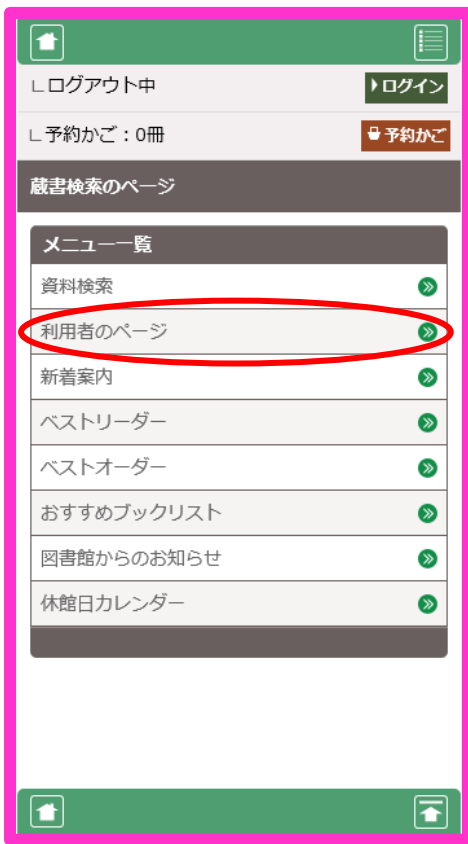 ∟ログアウト中
ログイン
∟予約かご：0冊
予約かご
蔵書検索のページ
メニュー一覧
資料検索
利用者のページ
新着案内
ベストリーダー
ベストオーダー
おすすめブックリスト
図書館からのお知らせ
休館日カレンダー